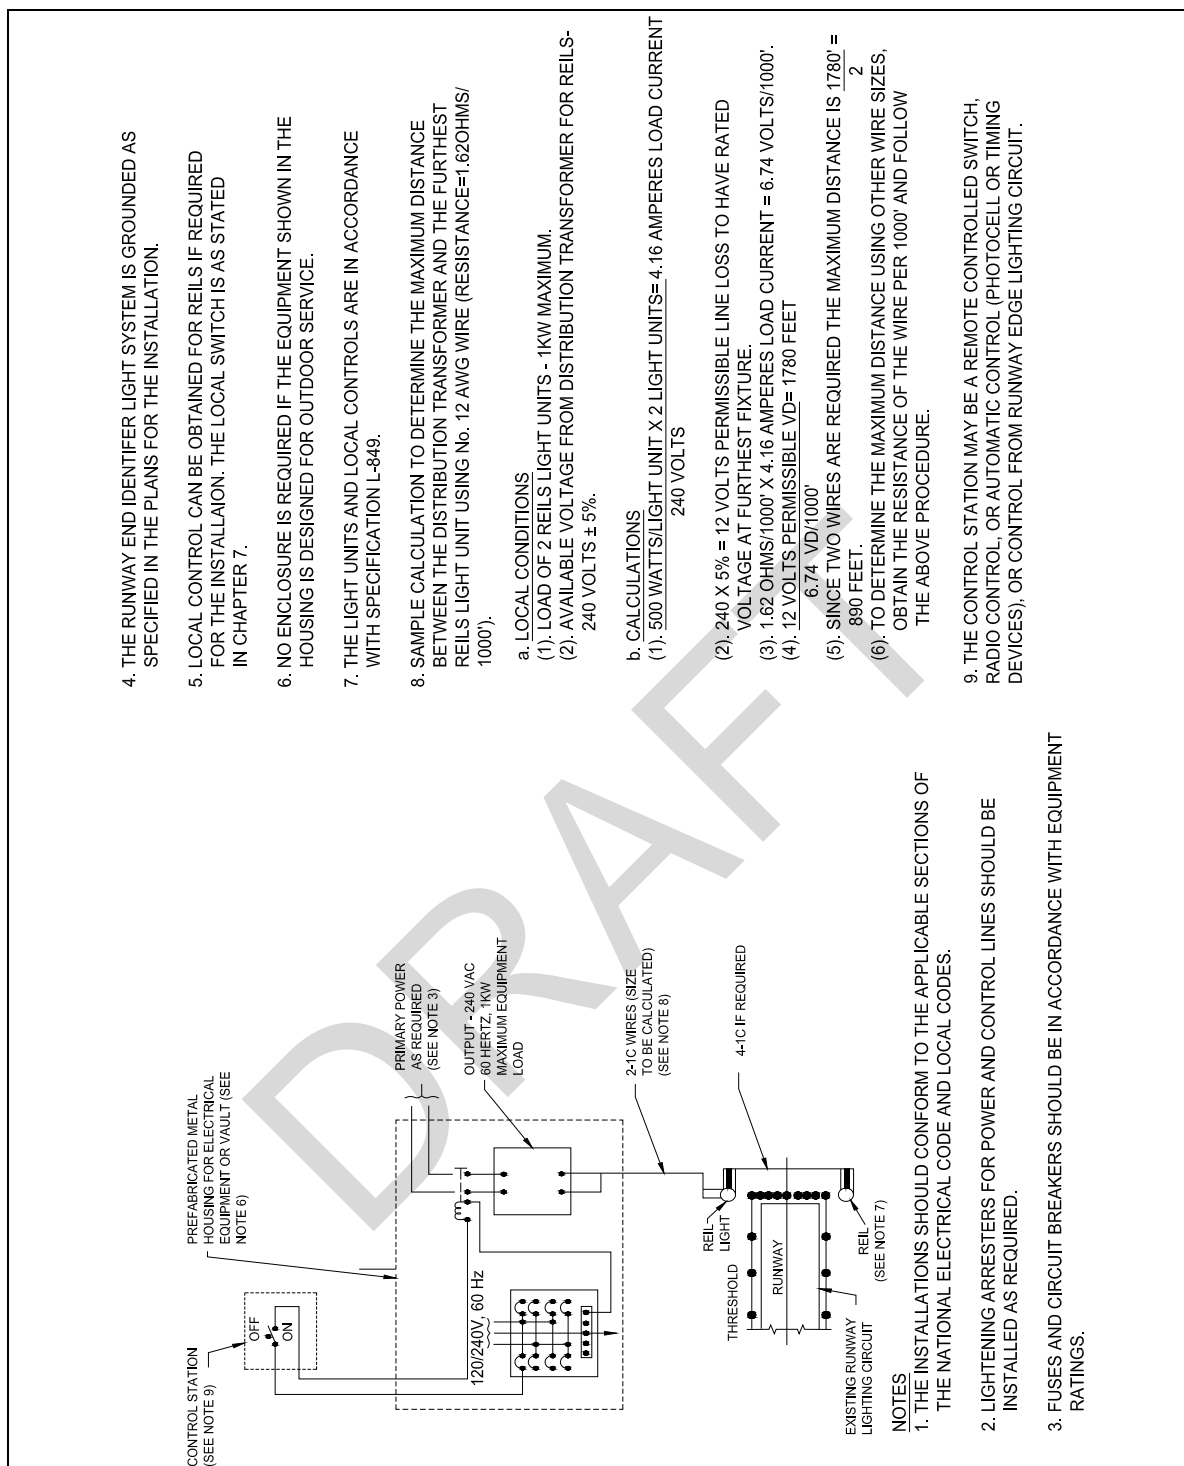 CONTROL STATION
(SEE NOTE 9)
OFF
ON
PREFABRICATED METAL
HOUSING FOR ELECTRICAL
EQUIPMENT OR VAULT (SEE
NOTE 6)
120/240V, 60 Hz
PRIMARY POWER
AS REQUIRED
(SEE NOTE 3)
OUTPUT - 240 VAC
60 HERTZ, 1KW
MAXIMUM EQUIPMENT
LOAD
2-1C WIRES (SIZE
TO BE CALCULATED)
(SEE NOTE 8)
4-1C IF REQUIRED
REIL
LIGHT
THRESHOLD
RUNWAY
REIL
(SEE NOTE 7)
EXISTING RUNWAY
LIGHTING CIRCUIT
NOTES
1. THE INSTALLATIONS SHOULD CONFORM TO THE APPLICABLE SECTIONS OF
THE NATIONAL ELECTRICAL CODE AND LOCAL CODES.
2. LIGHTENING ARRESTERS FOR POWER AND CONTROL LINES SHOULD BE
INSTALLED AS REQUIRED.
3. FUSES AND CIRCUIT BREAKERS SHOULD BE IN ACCORDANCE WITH EQUIPMENT
RATINGS.
4. THE RUNWAY END IDENTIFER LIGHT SYSTEM IS GROUNDED AS
SPECIFIED IN THE PLANS FOR THE INSTALLATION.
5. LOCAL CONTROL CAN BE OBTAINED FOR REILS IF REQUIRED
FOR THE INSTALLAION. THE LOCAL SWITCH IS AS STATED
IN CHAPTER 7.
6. NO ENCLOSURE IS REQUIRED IF THE EQUIPMENT SHOWN IN THE
HOUSING IS DESIGNED FOR OUTDOOR SERVICE.
7. THE LIGHT UNITS AND LOCAL CONTROLS ARE IN ACCORDANCE
WITH SPECIFICATION L-849.
8. SAMPLE CALCULATION TO DETERMINE THE MAXIMUM DISTANCE
BETWEEN THE DISTRIBUTION TRANSFORMER AND THE FURTHEST
REILS LIGHT UNIT USING No. 12 AWG WIRE (RESISTANCE=1.62OHMS/
1000').
a. LOCAL CONDITIONS
(1). LOAD OF 2 REILS LIGHT UNITS - 1KW MAXIMUM.
(2). AVAILABLE VOLTAGE FROM DISTRIBUTION TRANSFORMER FOR REILS-
240 VOLTS ± 5%.
b. CALCULATIONS
(1). 500 WATTS/LIGHT UNIT X 2 LIGHT UNITS= 4.16 AMPERES LOAD CURRENT
240 VOLTS
(2). 240 X 5% = 12 VOLTS PERMISSIBLE LINE LOSS TO HAVE RATED
VOLTAGE AT FURTHEST FIXTURE.
(3). 1.62 OHMS/1000' X 4.16 AMPERES LOAD CURRENT = 6.74 VOLTS/1000'.
(4). 12 VOLTS PERMISSIBLE VD= 1780 FEET
6.74 VD/1000'
(5). SINCE TWO WIRES ARE REQUIRED THE MAXIMUM DISTANCE IS 1780' =
2
890 FEET.
(6). TO DETERMINE THE MAXIMUM DISTANCE USING OTHER WIRE SIZES,
OBTAIN THE RESISTANCE OF THE WIRE PER 1000' AND FOLLOW
THE ABOVE PROCEDURE.
9. THE CONTROL STATION MAY BE A REMOTE CONTROLLED SWITCH,
RADIO CONTROL, OR AUTOMATIC CONTROL (PHOTOCELL OR TIMING
DEVICES), OR CONTROL FROM RUNWAY EDGE LIGHTING CIRCUIT.
DRAFT